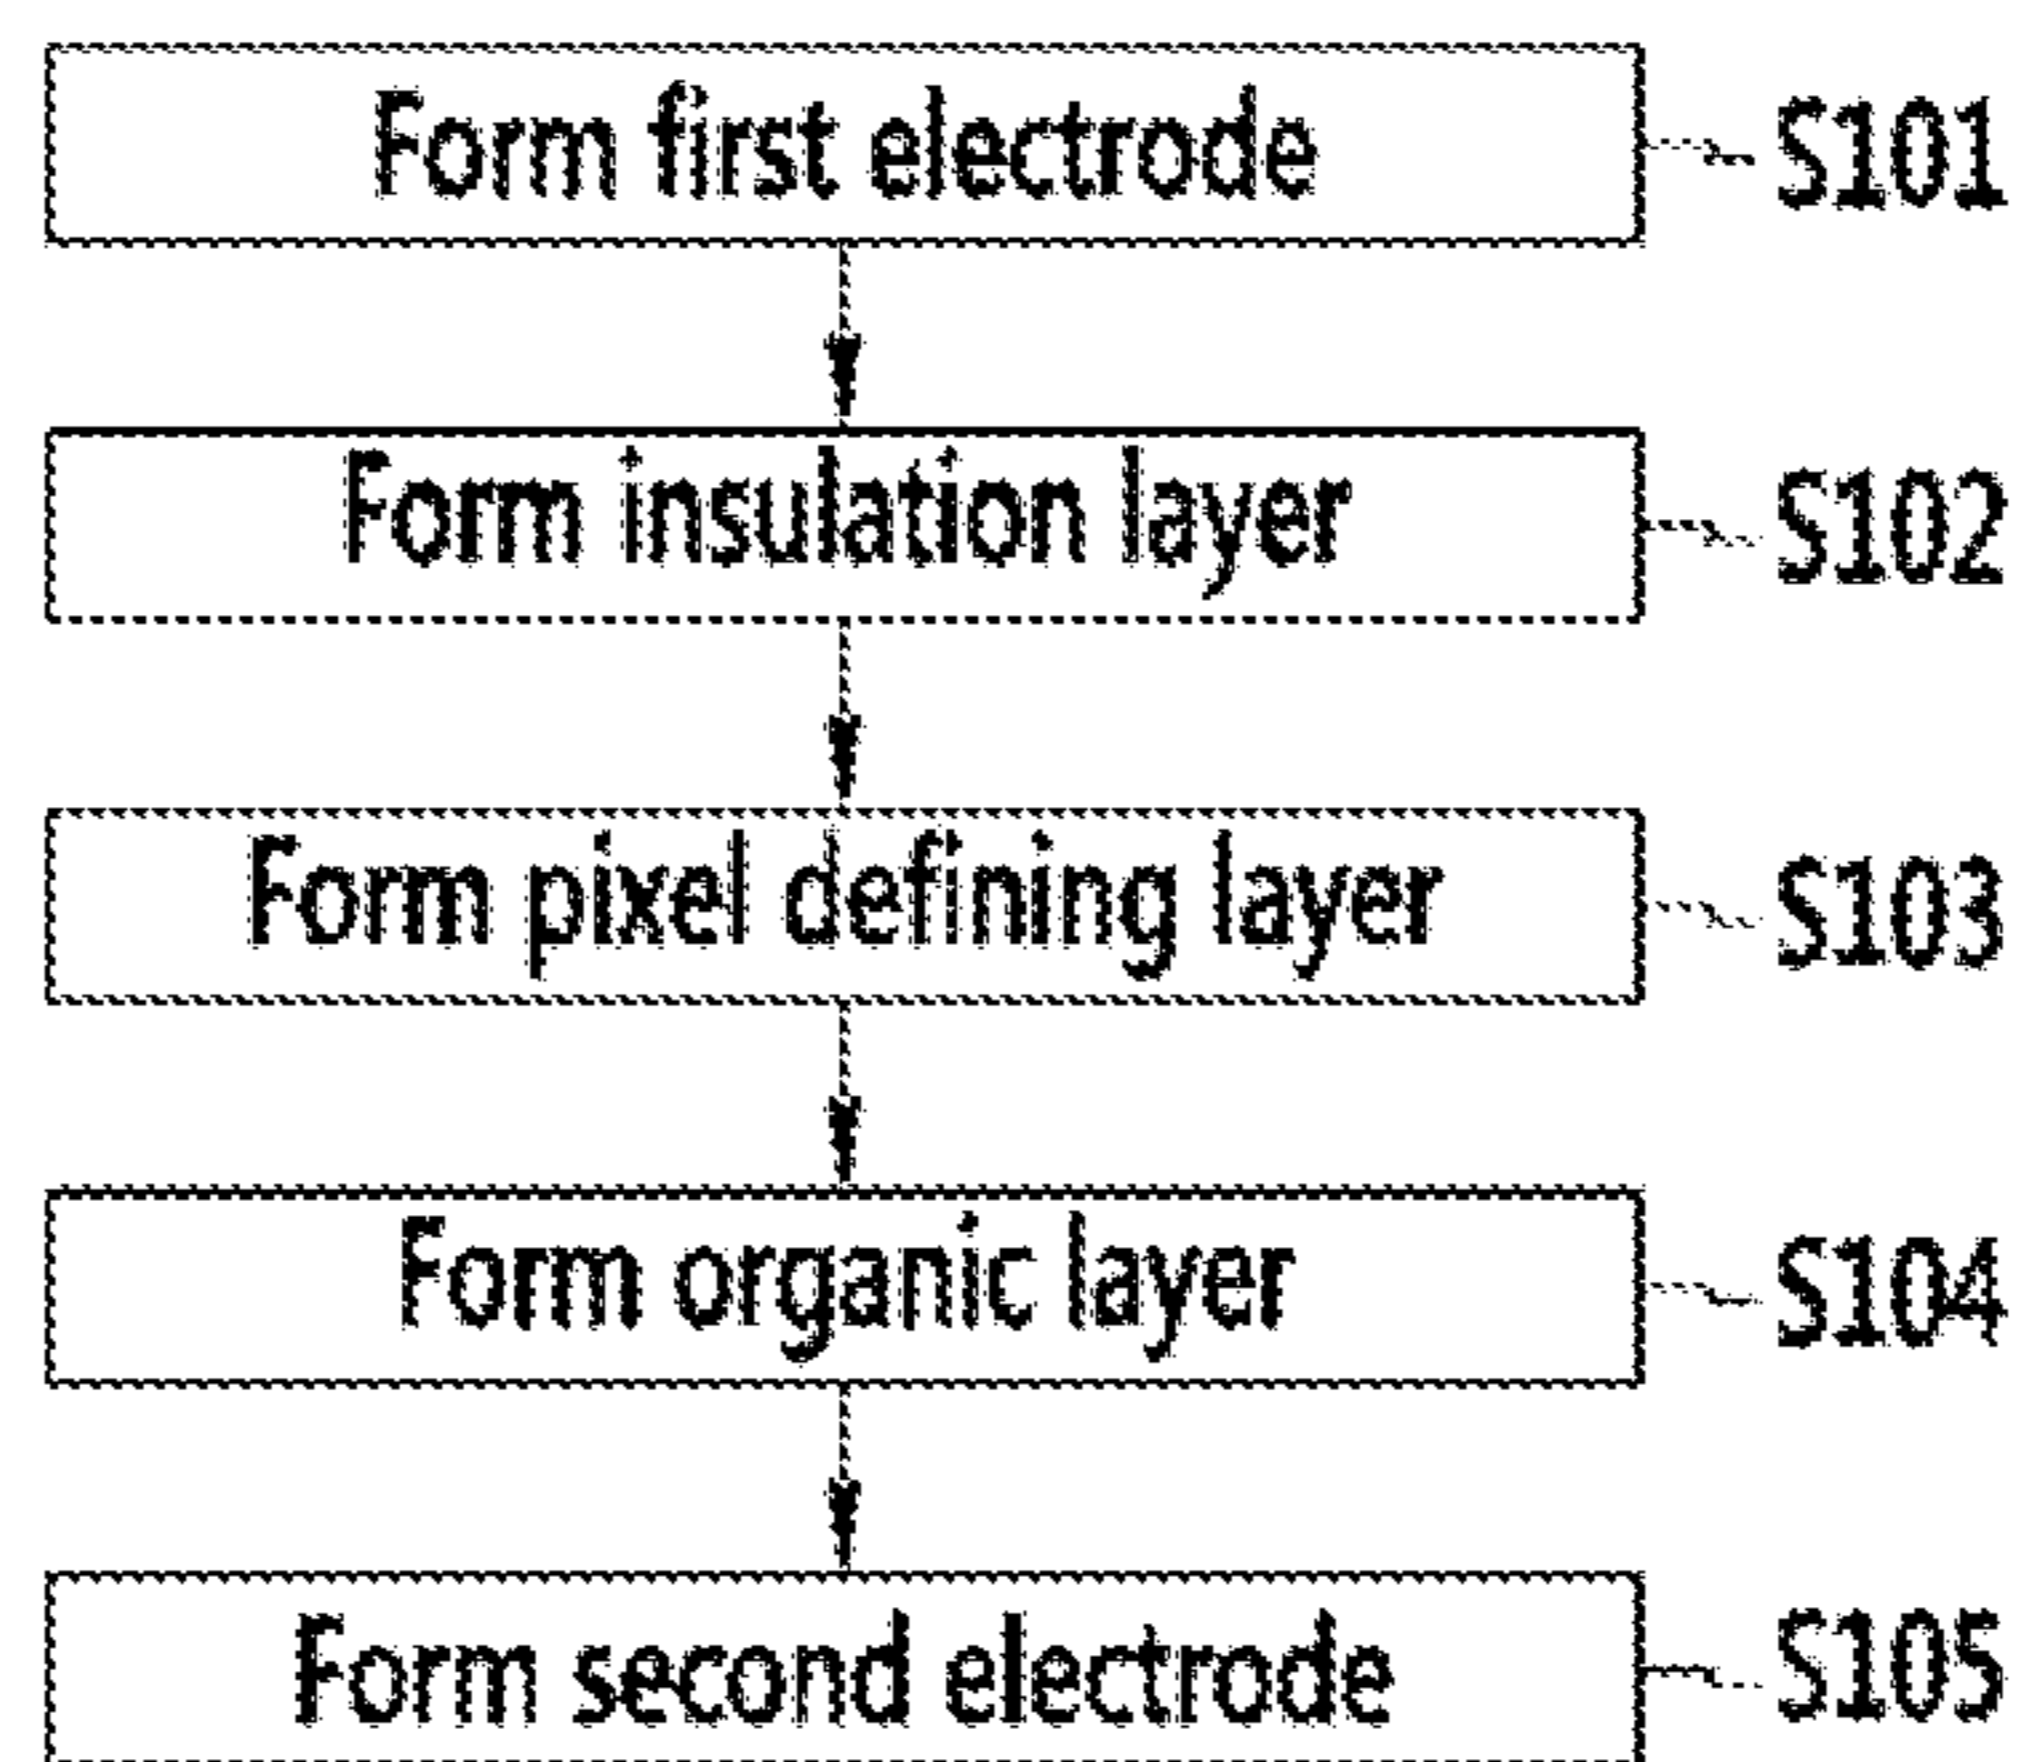 Form first electrode S101
Form insulation layer S102
Form pixel defining layer S103
Form organic layer S104
Form second electrode S105